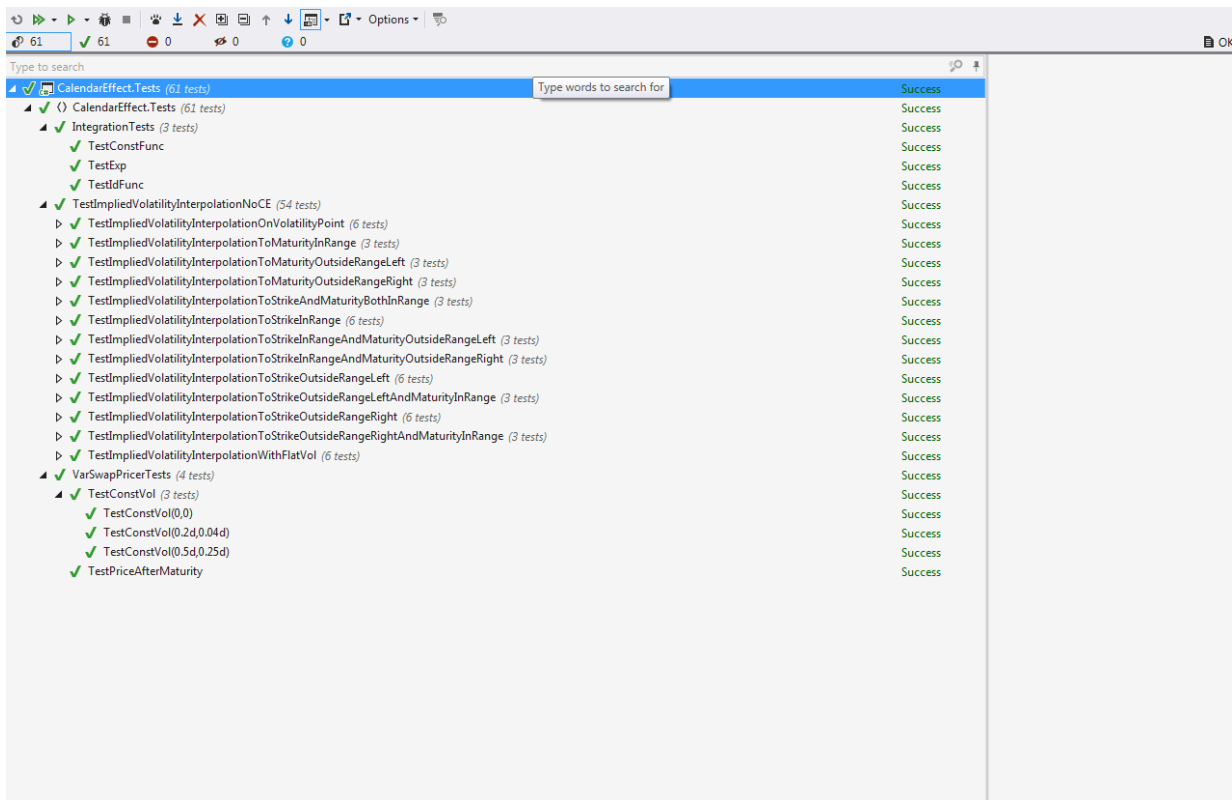 Options
61 61 0 0 0 OK
Type to search
Type words to search for
CalendarEffect.Tests (61 tests) Success
CalendarEffect.Tests (61 tests) Success
IntegrationTests (3 tests) Success
TestConstFunc Success
TestExp Success
TestIdFunc Success
TestImpliedVolatilityInterpolationNoCE (54 tests) Success
TestImpliedVolatilityInterpolationOnVolatilityPoint (6 tests) Success
TestImpliedVolatilityInterpolationToMaturityInRange (3 tests) Success
TestImpliedVolatilityInterpolationToMaturityOutsideRangeLeft (3 tests) Success
TestImpliedVolatilityInterpolationToMaturityOutsideRangeRight (3 tests) Success
TestImpliedVolatilityInterpolationToStrikeAndMaturityBothInRange (3 tests) Success
TestImpliedVolatilityInterpolationToStrikeInRange (6 tests) Success
TestImpliedVolatilityInterpolationToStrikeInRangeAndMaturityOutsideRangeLeft (3 tests) Success
TestImpliedVolatilityInterpolationToStrikeInRangeAndMaturityOutsideRangeRight (3 tests) Success
TestImpliedVolatilityInterpolationToStrikeOutsideRangeLeft (6 tests) Success
TestImpliedVolatilityInterpolationToStrikeOutsideRangeLeftAndMaturityInRange (3 tests) Success
TestImpliedVolatilityInterpolationToStrikeOutsideRangeRight (6 tests) Success
TestImpliedVolatilityInterpolationToStrikeOutsideRangeRightAndMaturityInRange (3 tests) Success
TestImpliedVolatilityInterpolationWithFlatVol (6 tests) Success
VarSwapPricerTests (4 tests) Success
TestConstVol (3 tests) Success
TestConstVol(0,0) Success
TestConstVol(0.2d,0.04d) Success
TestConstVol(0.5d,0.25d) Success
TestPriceAfterMaturity Success